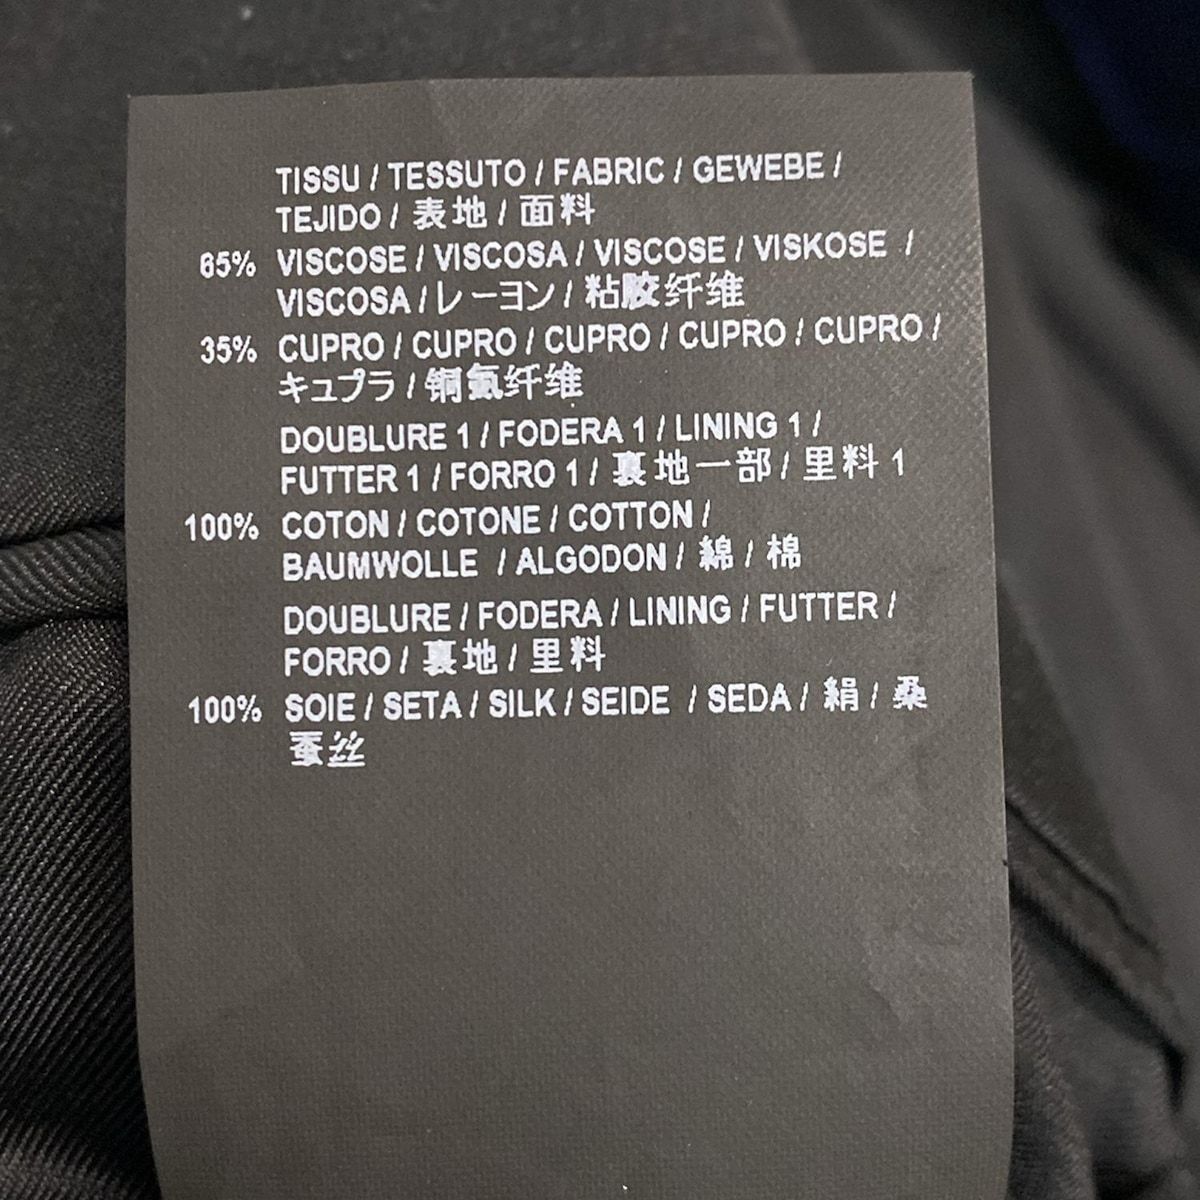 TISSU / TESSUTO / FABRIC / GEWEBE /
TEJIDO / 表地 / 面料
65% VISCOSE / VISCOSA / VISCOSE / VISKOSE /
VISCOSA / レーヨン / 粘胶纤维
35% CUPRO / CUPRO / CUPRO / CUPRO / CUPRO /
キュプラ / 铜氨纤维
DOUBLURE 1 / FODERA 1 / LINING 1 /
FUTTER 1 / FORRO 1 / 裏地一部 / 里料 1
100% COTON / COTONE / COTTON /
BAUMWOLLE / ALGODON / 綿 / 棉
DOUBLURE / FODERA / LINING / FUTTER /
FORRO / 裏地 / 里料
100% SOIE / SETA / SILK / SEIDE / SEDA / 絹 / 桑
蚕丝